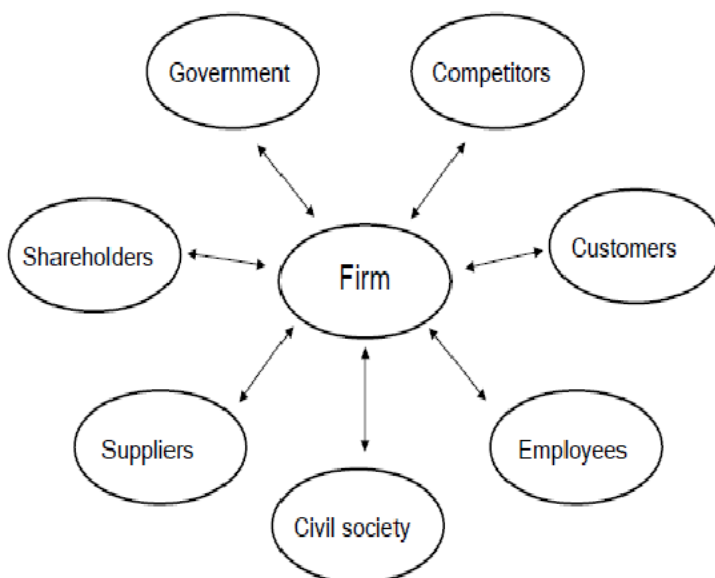 Government
Competitors
Shareholders
Firm
Customers
Suppliers
Employees
Civil society